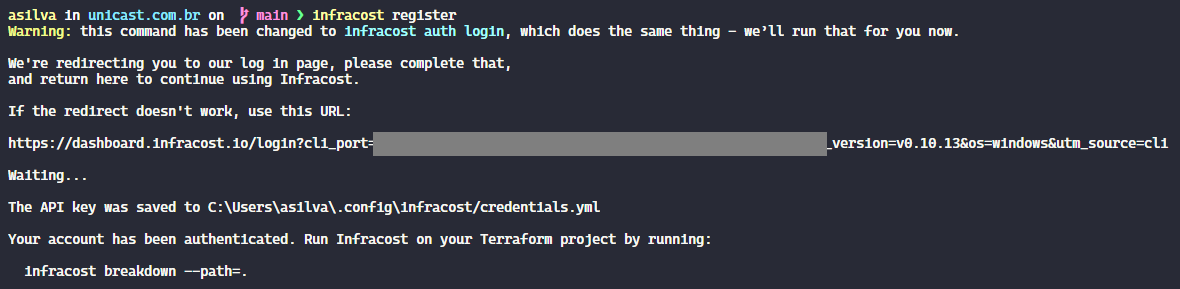 asilva in unicast.com.br on main ❯ infracost register
Warning: this command has been changed to infracost auth login, which does the same thing – we’ll run that for you now.
We're redirecting you to our log in page, please complete that,
and return here to continue using Infracost.
If the redirect doesn't work, use this URL:
https://dashboard.infracost.io/login?cli_port= _version=v0.10.13&os=windows&utm_source=cli
Waiting...
The API key was saved to C:\Users\asilva\.config\infracost/credentials.yml
Your account has been authenticated. Run Infracost on your Terraform project by running:
infracost breakdown --path=.